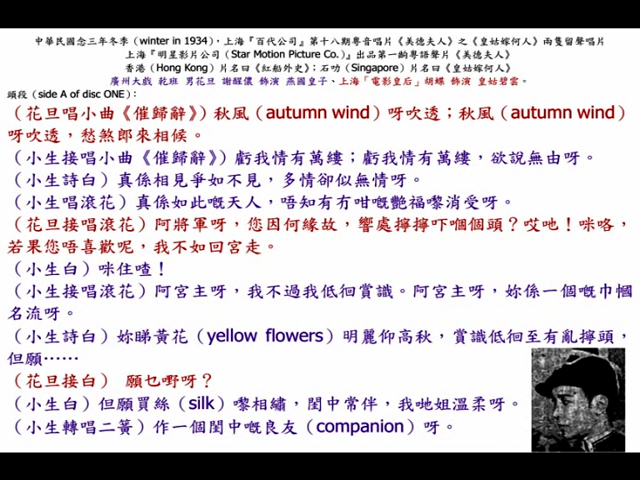 中華民國念三年冬季（winter in 1934），上海『百代公司』第十八期粵音唱片《美德夫人》之《皇姑嫁何人》兩隻留聲唱片
上海『明星影片公司（Star Motion Picture Co.）』出品第一齣粵語聲片《美德夫人》
香港（Hong Kong）片名曰《紅船外史》；石叻（Singapore）片名曰《皇姑嫁何人》
廣州大戲 乾班 男花旦 謝醒儂 飾演 燕國皇子、上海「電影皇后」胡蝶 飾演 皇姑碧雲。
頭段（side A of disc ONE）：
（花旦唱小曲《催歸辭》）秋風（autumn wind）呀吹透；秋風（autumn wind）
呀吹透，愁煞郎來相候。
（小生接唱小曲《催歸辭》）虧我情有萬縷；虧我情有萬縷，欲說無由呀。
（小生詩白）真係相見爭如不見，多情卻似無情呀。
（小生唱滾花）真係如此嘅天人，唔知有冇咁嘅艷福嚟消受呀。
（花旦接唱滾花）阿將軍呀，您因何緣故，響處擰擰吓嗰個頭？哎吔！咪咯，
若果您唔喜歡呢，我不如回宮走。
（小生白）咪住喳！
（小生接唱滾花）阿宮主呀，我不過我低徊賞識。阿宮主呀，妳係一個嘅巾幗
名流呀。
（小生詩白）妳睇黃花（yellow flowers）明麗仰高秋，賞識低徊至有亂擰頭，
但願……
（花旦接白） 願乜嘢呀？
（小生白）但願買絲（silk）嚟相繡，閨中常伴，我哋姐溫柔呀。
（小生轉唱二簧）作一個閨中嘅良友（companion）呀。